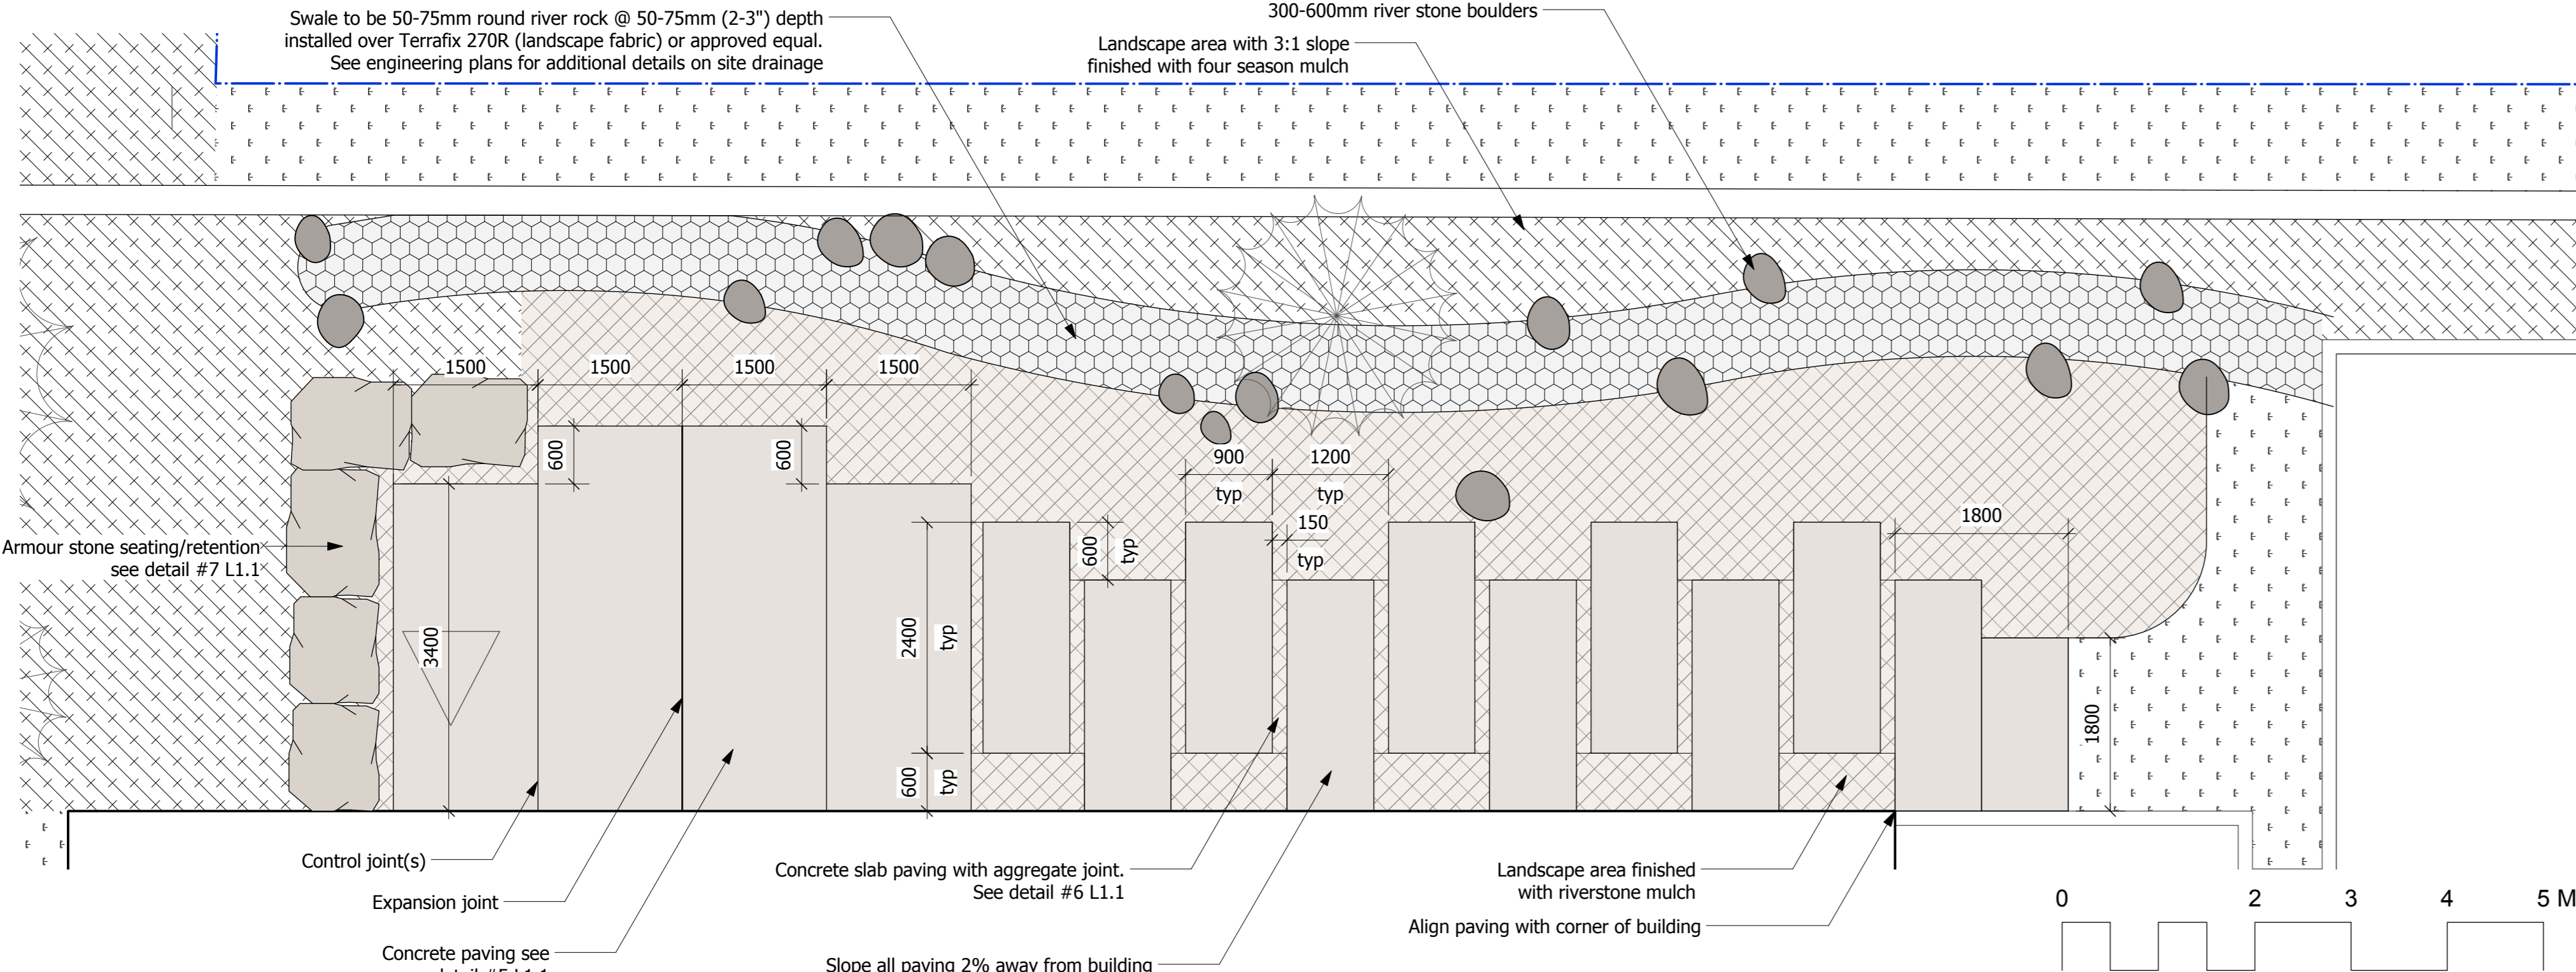 Swale to be 50-75mm round river rock @ 50-75mm (2-3") depth
installed over Terrafix 270R (landscape fabric) or approved equal.
See engineering plans for additional details on site drainage
300-600mm river stone boulders
Landscape area with 3:1 slope
finished with four season mulch
1500
1500
1500
1500
600
600
900
typ
1200
typ
150
typ
600
typ
1800
Armour stone seating/retention
see detail #7 L1.1
3400
2400
typ
600
typ
1800
Control joint(s)
Expansion joint
Concrete paving see
Concrete slab paving with aggregate joint.
See detail #6 L1.1
Slope all paving 2% away from building
Landscape area finished
with riverstone mulch
Align paving with corner of building
0 2 3 4 5 M